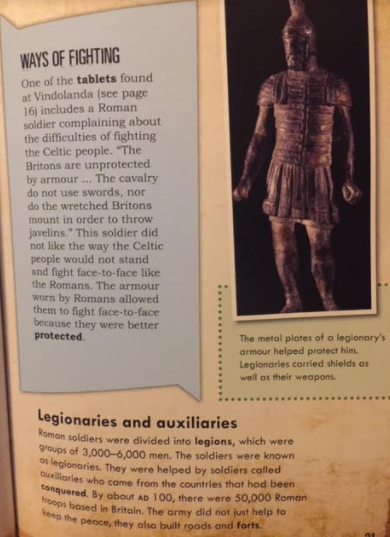 WAYS OF FIGHTING
One of the tablets found
at Vindolanda (see page
16) includes a Roman
soldier complaining about
the difficulties of fighting
the Celtic people. “The
Britons are unprotected
by armour ... The cavalry
do not use swords, nor
do the wretched Britons
mount in order to throw
javelins.” This soldier did
not like the way the Celtic
people would not stand
and fight face-to-face like
the Romans. The armour
worn by Romans allowed
them to fight face-to-face
because they were better
protected.
The metal plates of a legionary's
armour helped protect him.
Legionaries carried shields as
well as their weapons.
Legionaries and auxiliaries
Roman soldiers were divided into legions, which were
groups of 3,000–6,000 men. The soldiers were known
as legionaries. They were helped by soldiers called
auxiliaries who came from the countries that had been
conquered. By about AD 100, there were 50,000 Roman
troops based in Britain. The army did not just help to
keep the peace, they also built roads and forts.